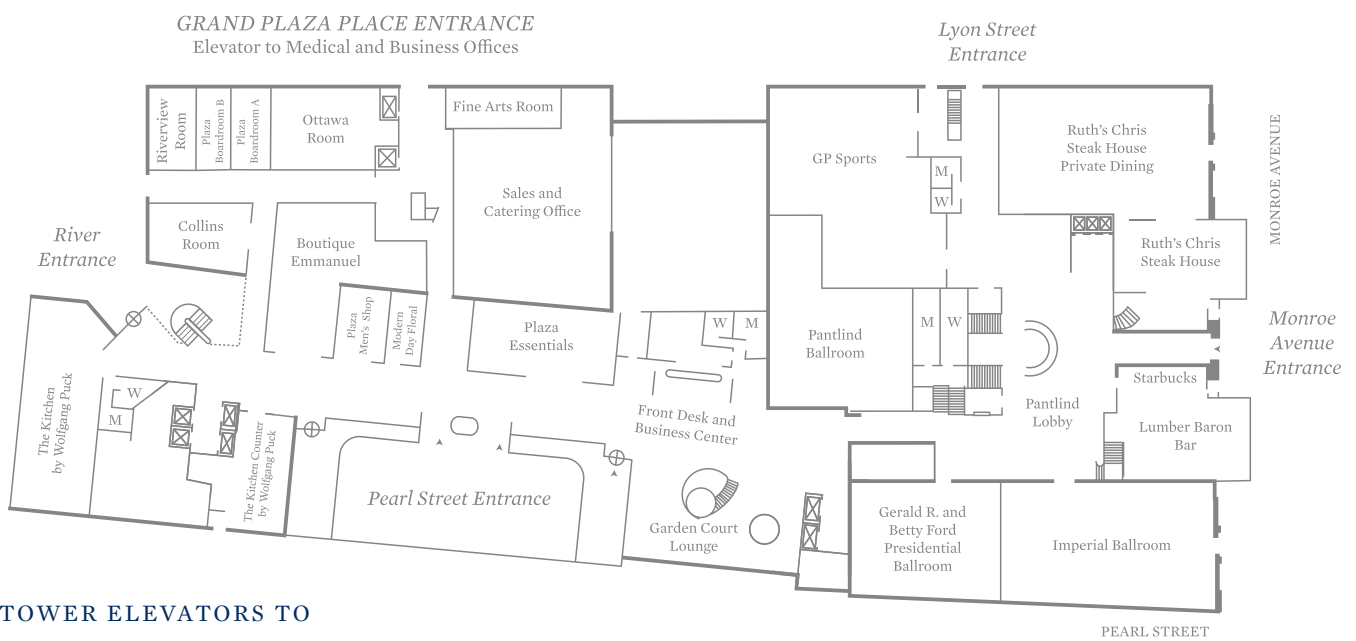 GRAND PLAZA PLACE ENTRANCE
Elevator to Medical and Business Offices
Lyon Street
Entrance
Riverview
Room
Plaza
Boardroom B
Plaza
Boardroom A
Ottawa
Room
Fine Arts Room
Sales and
Catering Office
GP Sports
M
W
Ruth's Chris
Steak House
Private Dining
MONROE AVENUE
River
Entrance
Collins
Room
Boutique
Emmanuel
Ruth's Chris
Steak House
Plaza
Men's Shop
Modern
Day Floral
Plaza
Essentials
W
M
Pantlind
Ballroom
M
W
Monroe
Avenue
Entrance
Starbucks
The Kitchen
by Wolfgang Puck
W
M
The Kitchen Counter
by Wolfgang Puck
Front Desk and
Business Center
Pantlind
Lobby
Lumber Baron
Bar
Pearl Street Entrance
Garden Court
Lounge
Gerald R. and
Betty Ford
Presidential
Ballroom
Imperial Ballroom
TOWER ELEVATORS TO
PEARL STREET